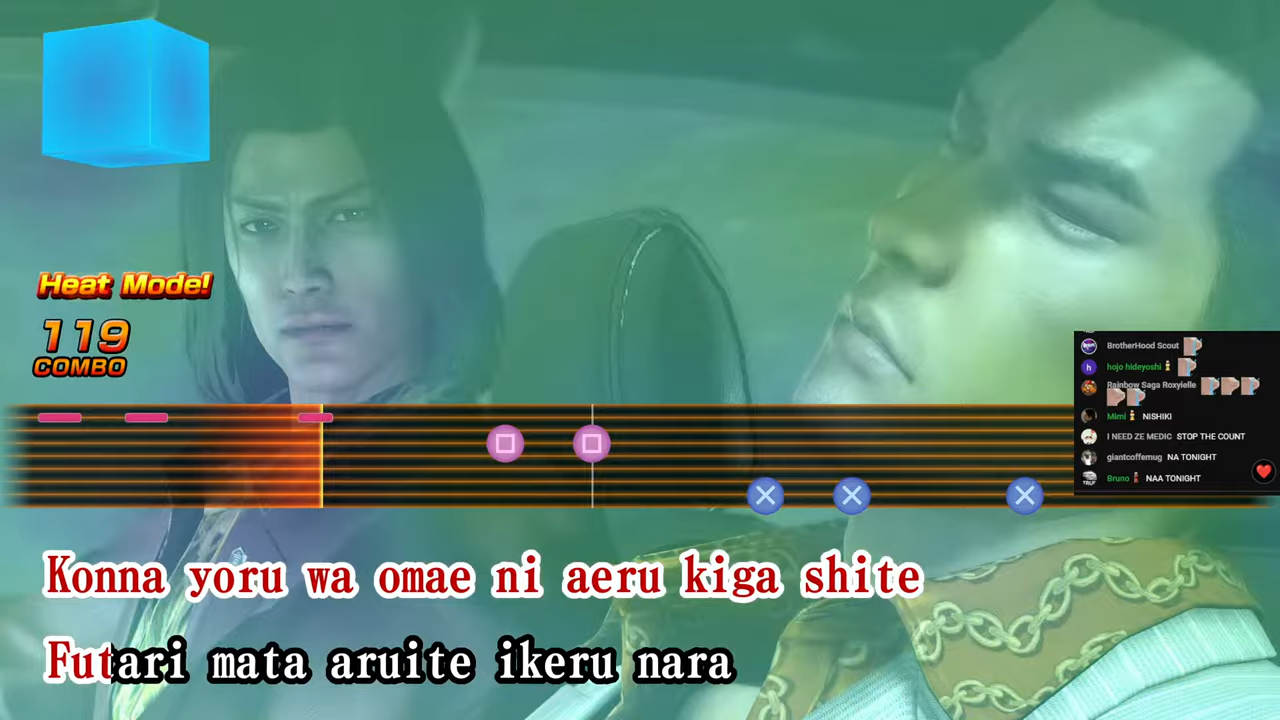 Heat Mode!
119
COMBO
BrotherHood Scout
h hojo hideyoshi
Rainbow Saga Roxyielle
Mimi NISHIKI
I NEED ZE MEDIC STOP THE COUNT
giantcoffemug NA TONIGHT
Bruno NAA TONIGHT
Konna yoru wa omae ni aeru kiga shite
Futari mata aruite ikeru nara